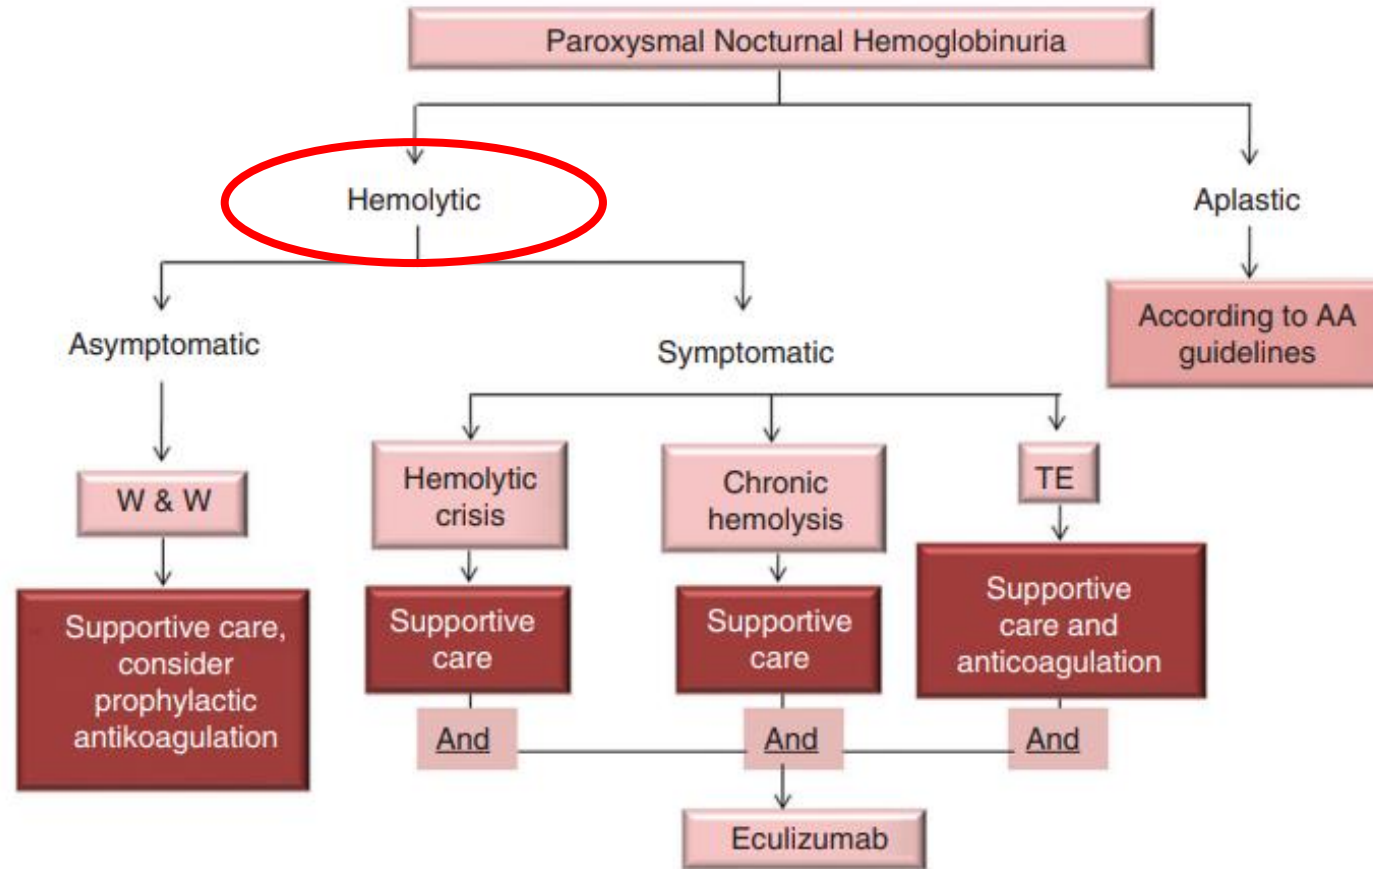 Paroxysmal Nocturnal Hemoglobinuria
Hemolytic
Aplastic
According to AA
guidelines
Asymptomatic
Symptomatic
W & W
Hemolytic
crisis
Chronic
hemolysis
TE
Supportive care,
consider
prophylactic
antikoagulation
Supportive
care
Supportive
care
Supportive
care and
anticoagulation
And
And
And
Eculizumab